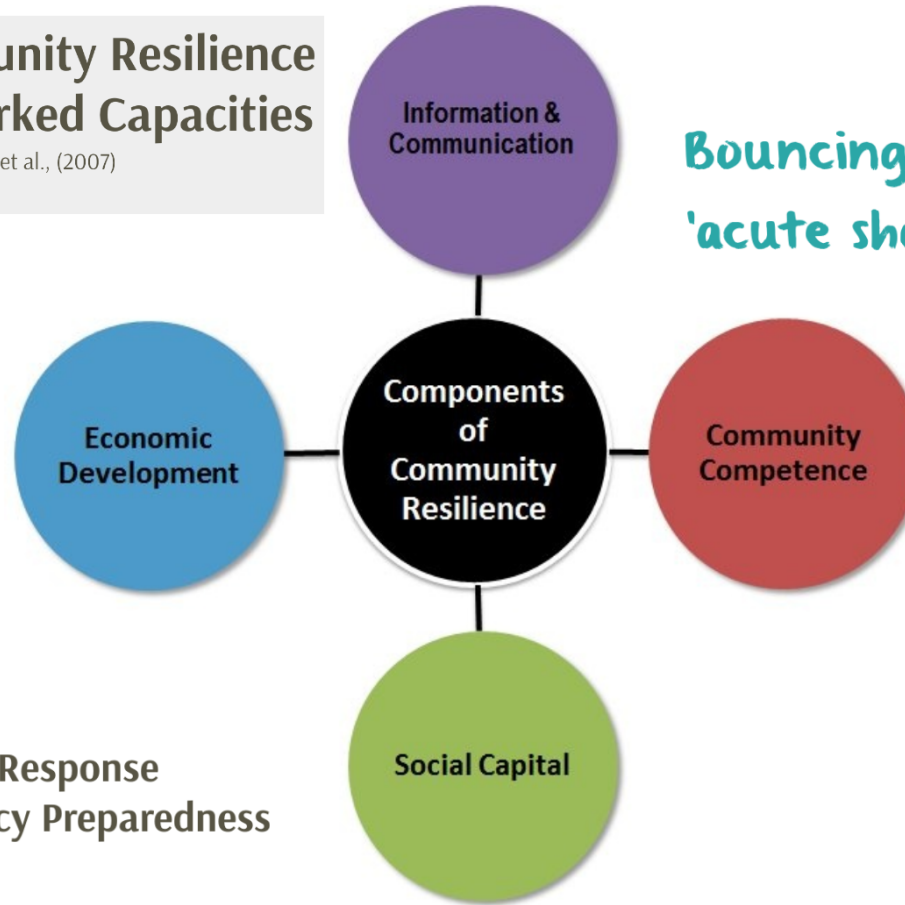 unity Resilience
rked Capacities
et al., (2007)
Information &
Communication
Bouncing
'acute sho
Economic
Development
Components
of
Community
Resilience
Community
Competence
Social Capital
Response
cy Preparedness